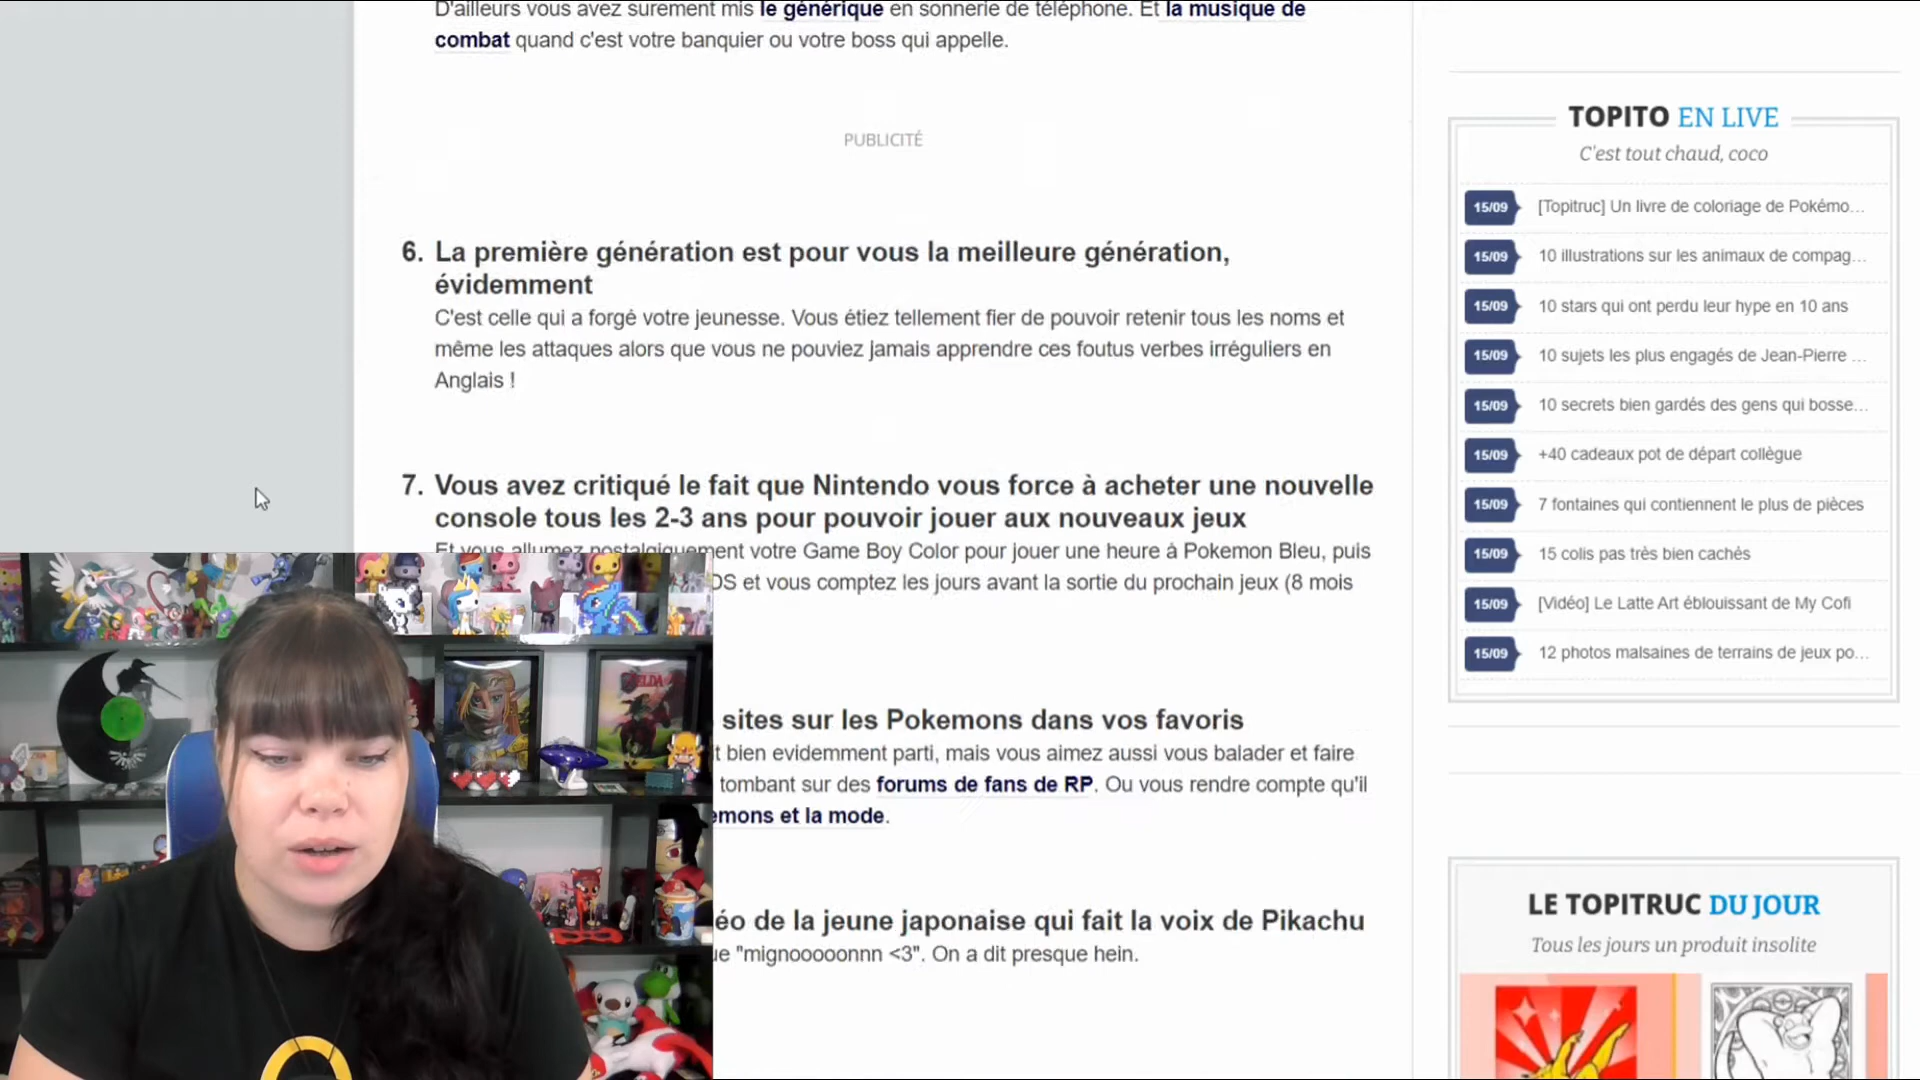 D'ailleurs vous avez surement mis le générique en sonnerie de téléphone. Et la musique de
combat quand c'est votre banquier ou votre boss qui appelle.
PUBLICITÉ
6. La première génération est pour vous la meilleure génération,
évidemment
C'est celle qui a forgé votre jeunesse. Vous étiez tellement fier de pouvoir retenir tous les noms et
même les attaques alors que vous ne pouviez jamais apprendre ces foutus verbes irréguliers en
Anglais !
7. Vous avez critiqué le fait que Nintendo vous force à acheter une nouvelle
console tous les 2-3 ans pour pouvoir jouer aux nouveaux jeux
Et vous allumez nostalgiquement votre Game Boy Color pour jouer une heure à Pokemon Bleu, puis
DS et vous comptez les jours avant la sortie du prochain jeux (8 mois
sites sur les Pokemons dans vos favoris
t bien evidemment parti, mais vous aimez aussi vous balader et faire
tombant sur des forums de fans de RP. Ou vous rendre compte qu'il
emons et la mode.
éo de la jeune japonaise qui fait la voix de Pikachu
ue "mignooooonnn <3". On a dit presque hein.
TOPITO EN LIVE
C'est tout chaud, coco
15/09 [Topitruc] Un livre de coloriage de Pokémo...
15/09 10 illustrations sur les animaux de compag...
15/09 10 stars qui ont perdu leur hype en 10 ans
15/09 10 sujets les plus engagés de Jean-Pierre ...
15/09 10 secrets bien gardés des gens qui bosse...
15/09 +40 cadeaux pot de départ collègue
15/09 7 fontaines qui contiennent le plus de pièces
15/09 15 colis pas très bien cachés
15/09 [Vidéo] Le Latte Art éblouissant de My Cofi
15/09 12 photos malsaines de terrains de jeux po...
LE TOPITRUC DU JOUR
Tous les jours un produit insolite
ZELDA